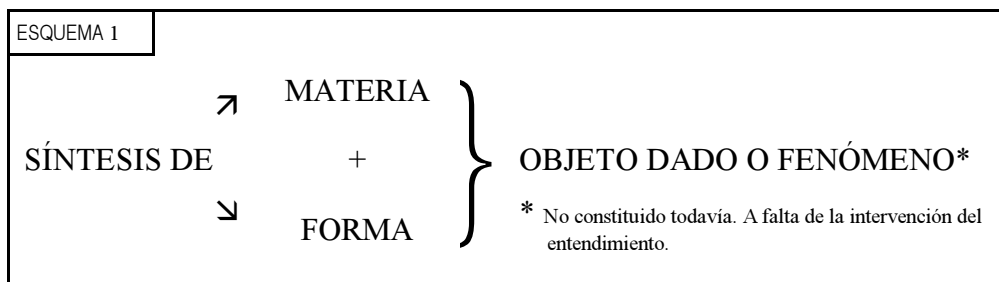 ESQUEMA 1
MATERIA
SÍNTESIS DE + OBJETO DADO O FENÓMENO*
FORMA
* No constituido todavía. A falta de la intervención del
entendimiento.